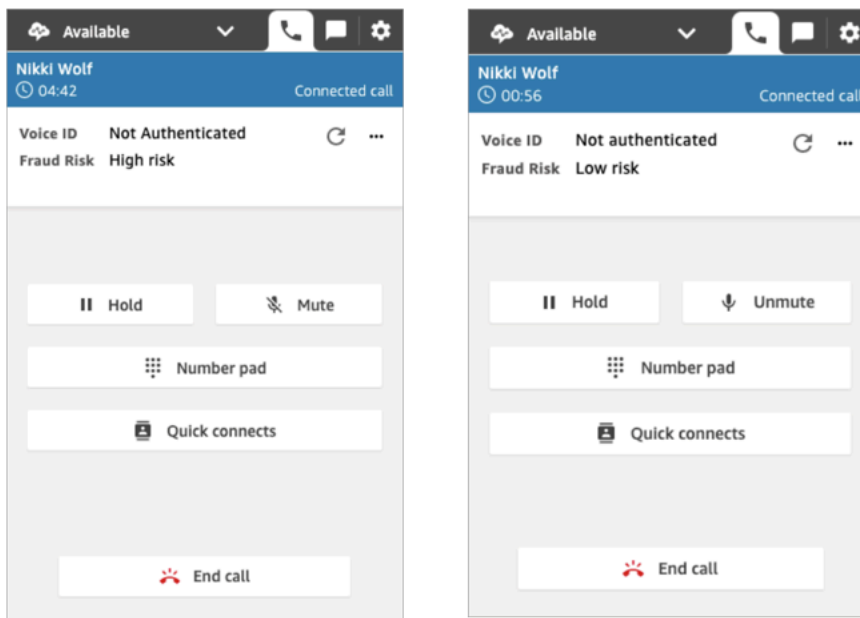 Available
Nikki Wolf
04:42 Connected call
Voice ID Not Authenticated
Fraud Risk High risk
Hold Mute
Number pad
Quick connects
End call
Available
Nikki Wolf
00:56 Connected call
Voice ID Not authenticated
Fraud Risk Low risk
Hold Unmute
Number pad
Quick connects
End call